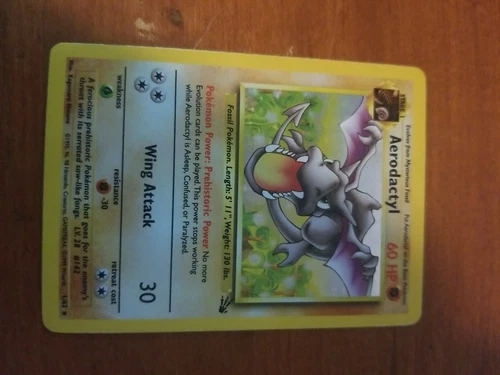 STAGE 1
Evolves from Mysterious Fossil
Put Aerodactyl on the Basic Pokémon
Aerodactyl
60 HP
Fossil Pokémon. Length: 5' 11", Weight: 130 lbs.
Pokémon Power: Prehistoric Power No more
Evolution cards can be played. This power stops working
while Aerodactyl is Asleep, Confused, or Paralyzed.
Wing Attack 30
weakness
resistance
-30
retreat cost
A ferocious, prehistoric Pokémon that goes for the enemy's
throat with its serrated saw-like fangs. LV. 28 #142
1/62